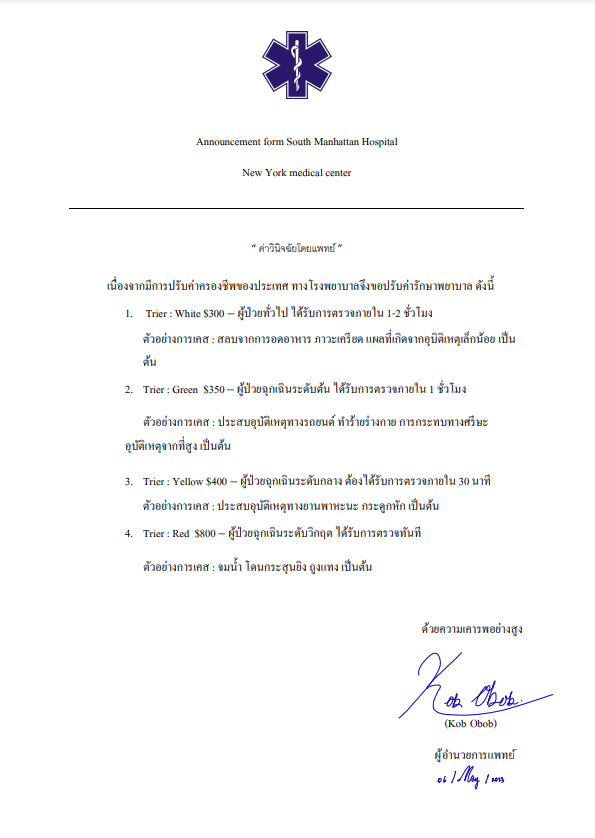 Announcement form South Manhattan Hospital
New York medical center
“ ค่าวินิจฉัยโดยแพทย์ ”
เนื่องจากมีการปรับค่าครองชีพของประเทศ ทางโรงพยาบาลจึงขอปรับค่ารักษาพยาบาล ดังนี้
1. Trier : White $300 – ผู้ป่วยทั่วไป ได้รับการตรวจภายใน 1-2 ชั่วโมง
ตัวอย่างการเคส : สลบจากการอดอาหาร ภาวะเครียด แผลที่เกิดจากอุบิติเหตุเล็กน้อย เป็น
ต้น
2. Trier : Green $350 – ผู้ป่วยฉุกเฉินระดับต้น ได้รับการตรวจภายใน 1 ชั่วโมง
ตัวอย่างการเคส : ประสบอุบัติเหตุทางรถยนต์ ทำร้ายร่างกาย การกระทบทางศรีษะ
อุบัติเหตุจากที่สูง เป็นต้น
3. Trier : Yellow $400 – ผู้ป่วยฉุกเฉินระดับกลาง ต้องได้รับการตรวจภายใน 30 นาที
ตัวอย่างการเคส : ประสบอุบัติเหตุทางยานพาหะนะ กระดูกหัก เป็นต้น
4. Trier : Red $800 – ผู้ป่วยฉุกเฉินระดับวิกฤต ได้รับการตรวจทันที
ตัวอย่างการเคส : จมน้ำ โดนกระสุนยิง ถูงแทง เป็นต้น
ด้วยความเคารพอย่างสูง
Kob Obob.
(Kob Obob)
ผู้อำนวยการแพทย์
06 / May / 2023